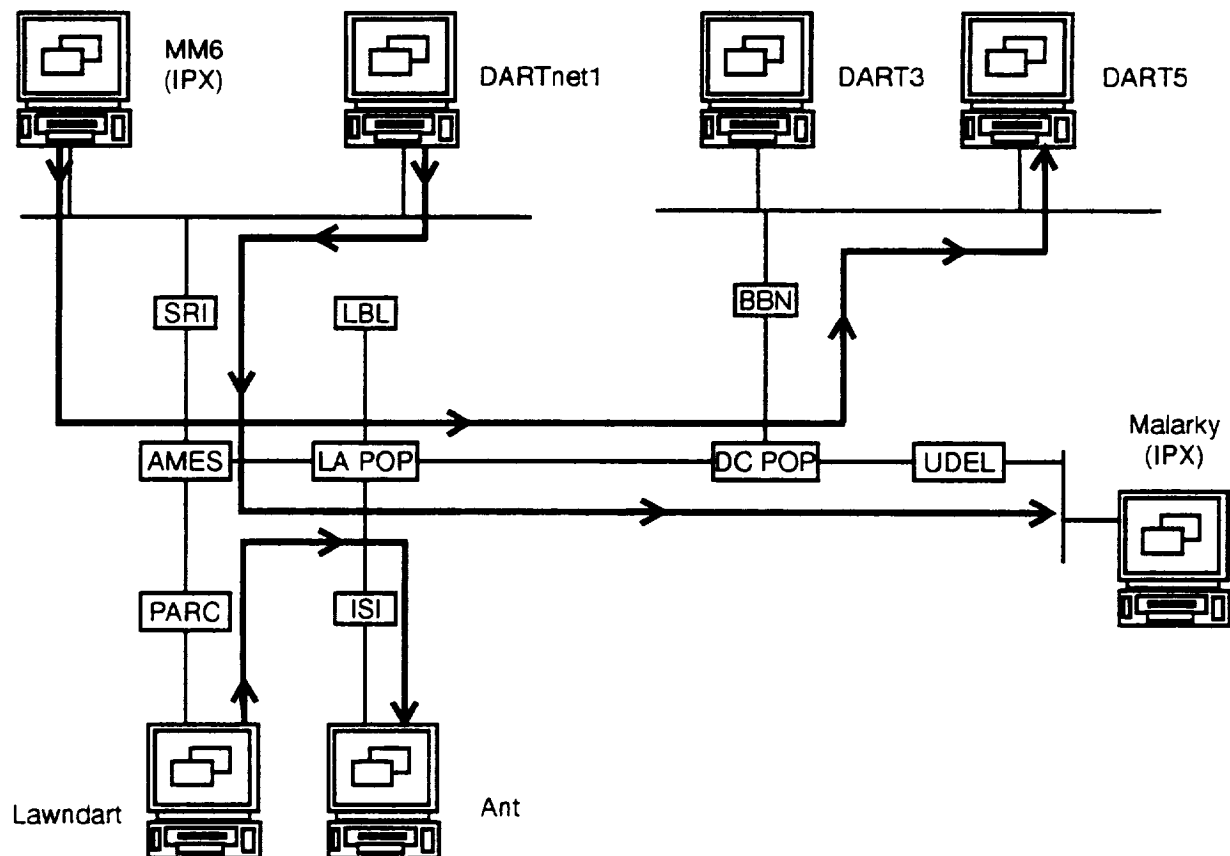 MM6
(IPX)
DARTnet1
DART3
DART5
SRI
LBL
BBN
AMES
LA POP
DC POP
UDEL
Malarky
(IPX)
PARC
ISI
Lawndart
Ant